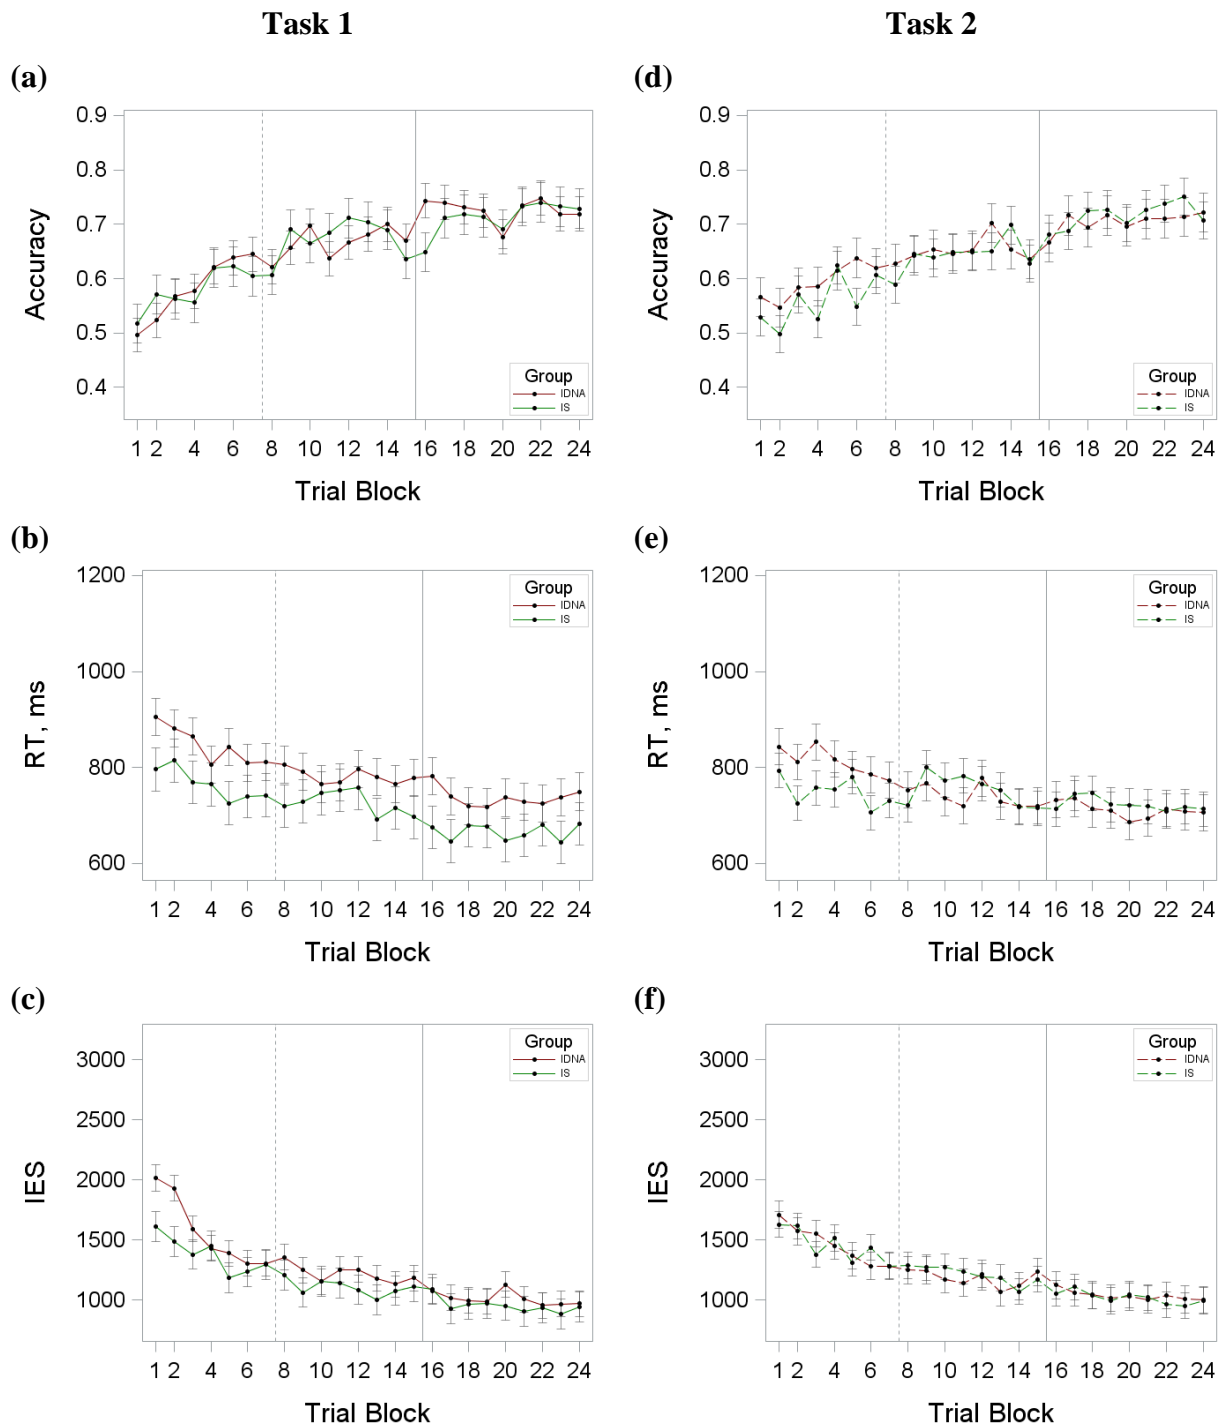 Task 1
Task 2
(a)
Accuracy
0.9
0.8
0.7
0.6
0.5
0.4
Group
IDNA
IS
1 2 4 6 8 10 12 14 16 18 20 22 24
Trial Block
(d)
Accuracy
0.9
0.8
0.7
0.6
0.5
0.4
Group
IDNA
IS
1 2 4 6 8 10 12 14 16 18 20 22 24
Trial Block
(b)
RT, ms
1200
1000
800
600
Group
IDNA
IS
1 2 4 6 8 10 12 14 16 18 20 22 24
Trial Block
(e)
RT, ms
1200
1000
800
600
Group
IDNA
IS
1 2 4 6 8 10 12 14 16 18 20 22 24
Trial Block
(c)
IES
3000
2500
2000
1500
1000
Group
IDNA
IS
1 2 4 6 8 10 12 14 16 18 20 22 24
Trial Block
(f)
IES
3000
2500
2000
1500
1000
Group
IDNA
IS
1 2 4 6 8 10 12 14 16 18 20 22 24
Trial Block